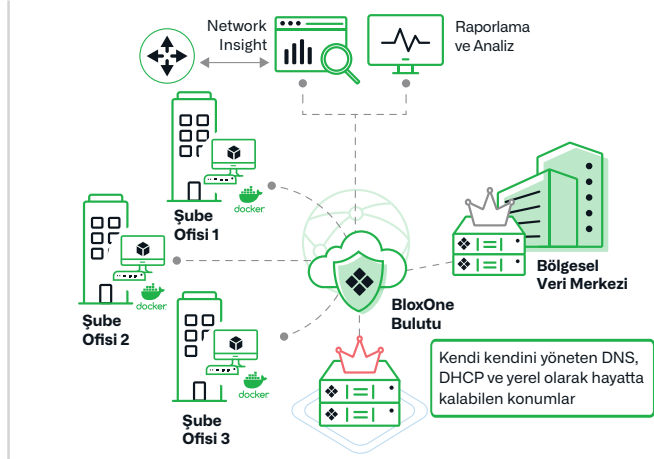 Network
Insight
Raporlama
ve Analiz
docker
Şube
Ofisi 1
docker
Şube
Ofisi 2
Bölgesel
Veri Merkezi
BloxOne
Bulutu
docker
Şube
Ofisi 3
Kendi kendini yöneten DNS,
DHCP ve yerel olarak hayatta
kalabilen konumlar